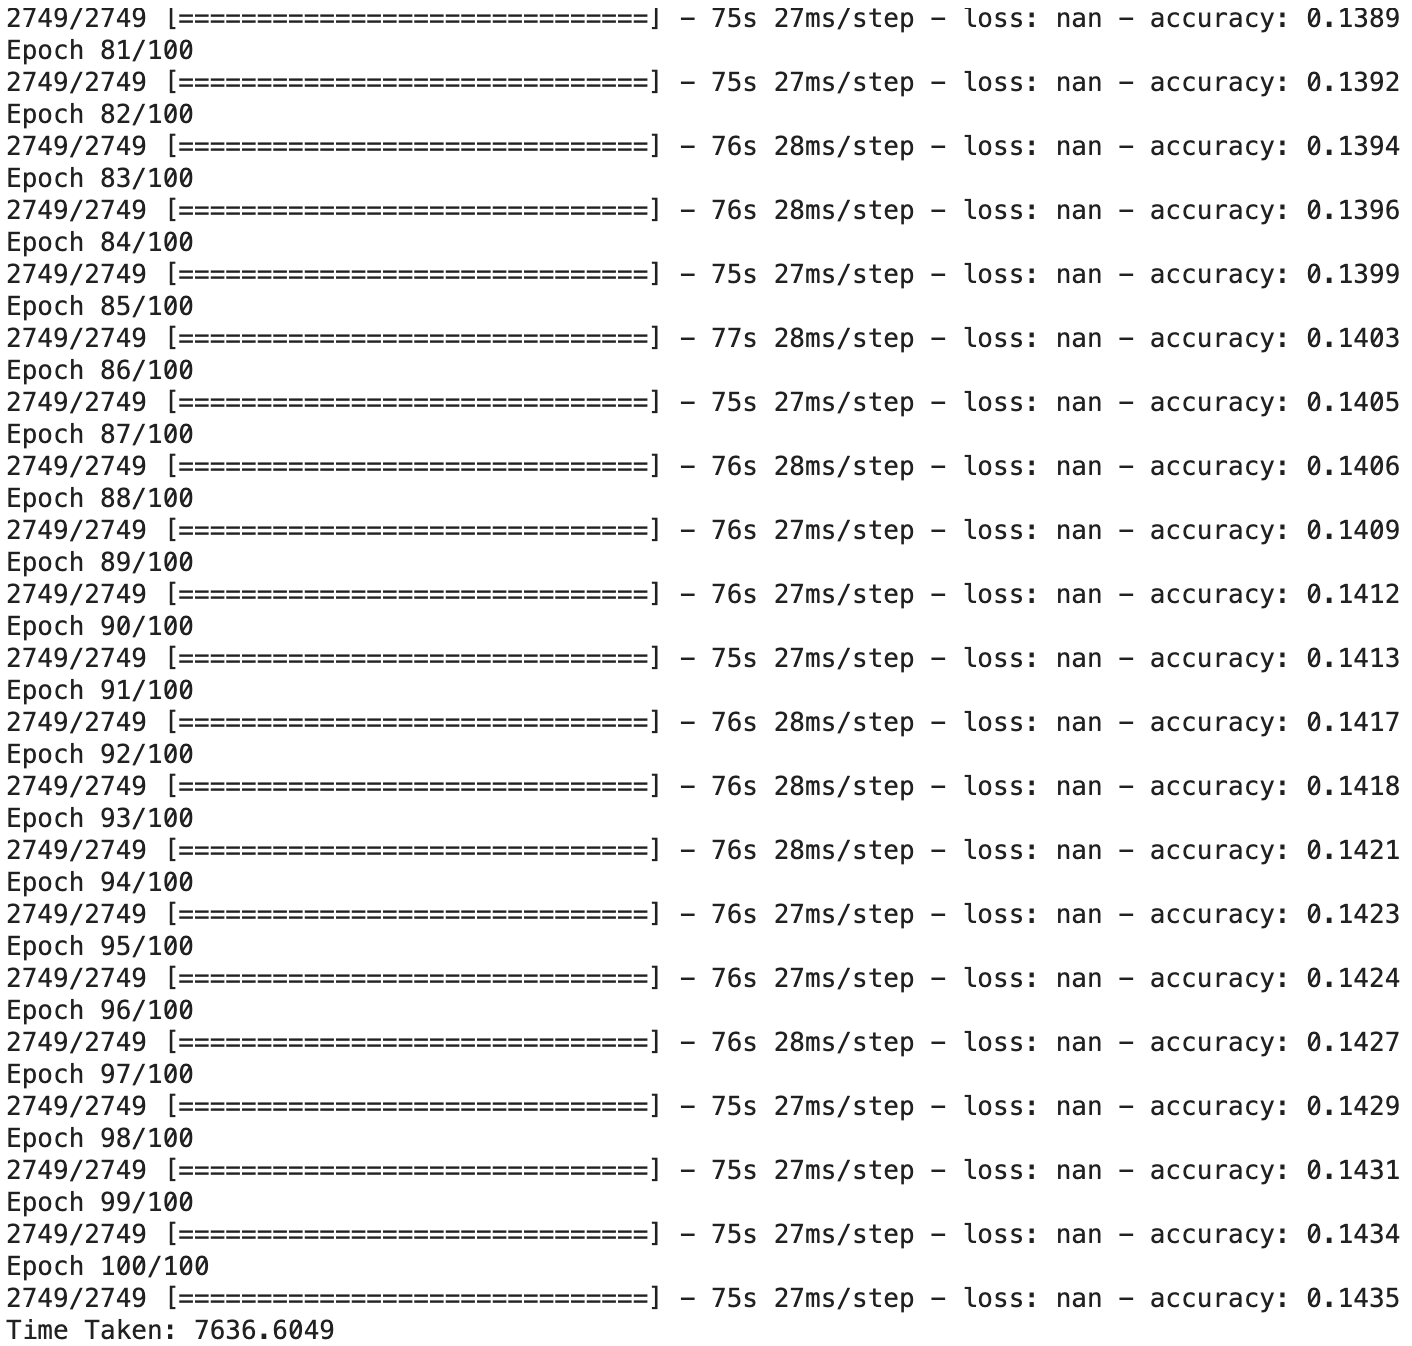 2749/2749 [==============================] - 75s 27ms/step - loss: nan - accuracy: 0.1389
Epoch 81/100
2749/2749 [==============================] - 75s 27ms/step - loss: nan - accuracy: 0.1392
Epoch 82/100
2749/2749 [==============================] - 76s 28ms/step - loss: nan - accuracy: 0.1394
Epoch 83/100
2749/2749 [==============================] - 76s 28ms/step - loss: nan - accuracy: 0.1396
Epoch 84/100
2749/2749 [==============================] - 75s 27ms/step - loss: nan - accuracy: 0.1399
Epoch 85/100
2749/2749 [==============================] - 77s 28ms/step - loss: nan - accuracy: 0.1403
Epoch 86/100
2749/2749 [==============================] - 75s 27ms/step - loss: nan - accuracy: 0.1405
Epoch 87/100
2749/2749 [==============================] - 76s 28ms/step - loss: nan - accuracy: 0.1406
Epoch 88/100
2749/2749 [==============================] - 76s 27ms/step - loss: nan - accuracy: 0.1409
Epoch 89/100
2749/2749 [==============================] - 76s 27ms/step - loss: nan - accuracy: 0.1412
Epoch 90/100
2749/2749 [==============================] - 75s 27ms/step - loss: nan - accuracy: 0.1413
Epoch 91/100
2749/2749 [==============================] - 76s 28ms/step - loss: nan - accuracy: 0.1417
Epoch 92/100
2749/2749 [==============================] - 76s 28ms/step - loss: nan - accuracy: 0.1418
Epoch 93/100
2749/2749 [==============================] - 76s 28ms/step - loss: nan - accuracy: 0.1421
Epoch 94/100
2749/2749 [==============================] - 76s 27ms/step - loss: nan - accuracy: 0.1423
Epoch 95/100
2749/2749 [==============================] - 76s 27ms/step - loss: nan - accuracy: 0.1424
Epoch 96/100
2749/2749 [==============================] - 76s 28ms/step - loss: nan - accuracy: 0.1427
Epoch 97/100
2749/2749 [==============================] - 75s 27ms/step - loss: nan - accuracy: 0.1429
Epoch 98/100
2749/2749 [==============================] - 75s 27ms/step - loss: nan - accuracy: 0.1431
Epoch 99/100
2749/2749 [==============================] - 75s 27ms/step - loss: nan - accuracy: 0.1434
Epoch 100/100
2749/2749 [==============================] - 75s 27ms/step - loss: nan - accuracy: 0.1435
Time Taken: 7636.6049